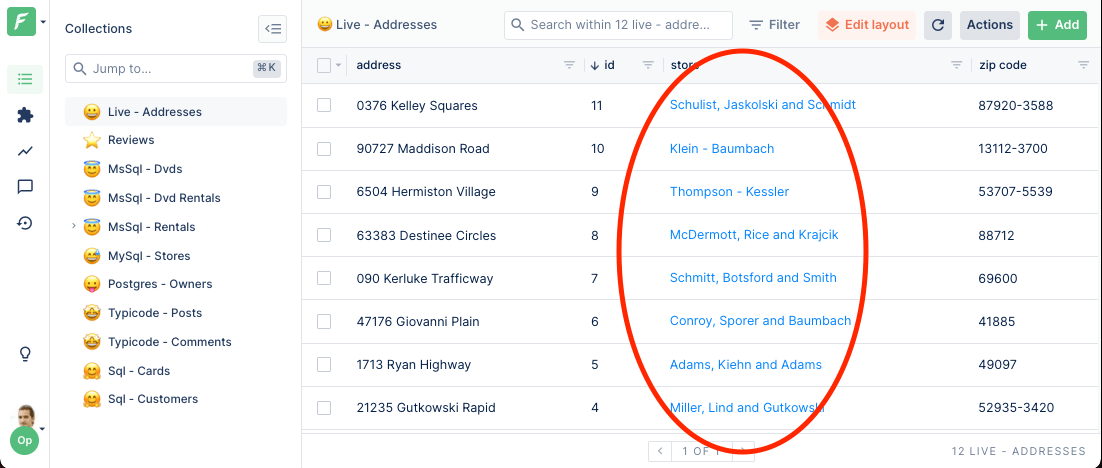 Collections
Jump to...
⌘K
Live - Addresses
Reviews
MsSql - Dvds
MsSql - Dvd Rentals
MsSql - Rentals
MySql - Stores
Postgres - Owners
Typicode - Posts
Typicode - Comments
Sql - Cards
Sql - Customers
Op
Live - Addresses
Search within 12 live - addre...
Filter
Edit layout
Actions
+ Add
address id store zip code
0376 Kelley Squares 11 Schulist, Jaskolski and Schmidt 87920-3588
90727 Maddison Road 10 Klein - Baumbach 13112-3700
6504 Hermiston Village 9 Thompson - Kessler 53707-5539
63383 Destinee Circles 8 McDermott, Rice and Krajcik 88712
090 Kerluke Trafficway 7 Schmitt, Botsford and Smith 69600
47176 Giovanni Plain 6 Conroy, Sporer and Baumbach 41885
1713 Ryan Highway 5 Adams, Kiehn and Adams 49097
21235 Gutkowski Rapid 4 Miller, Lind and Gutkowski 52935-3420
1 OF 1
12 LIVE - ADDRESSES